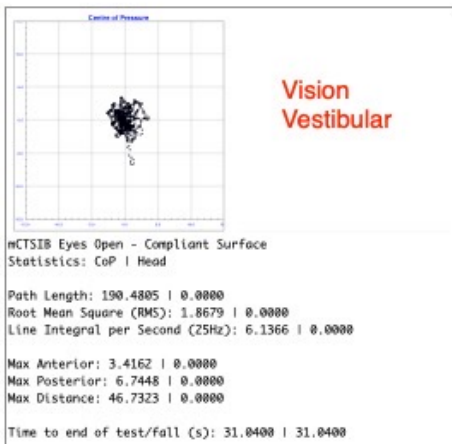 Centre of Pressure
Vision
Vestibular
mCTSIB Eyes Open - Compliant Surface
Statistics: CoP | Head
Path Length: 190.4805 | 0.0000
Root Mean Square (RMS): 1.8679 | 0.0000
Line Integral per Second (25Hz): 6.1366 | 0.0000
Max Anterior: 3.4162 | 0.0000
Max Posterior: 6.7448 | 0.0000
Max Distance: 46.7323 | 0.0000
Time to end of test/fall (s): 31.0400 | 31.0400